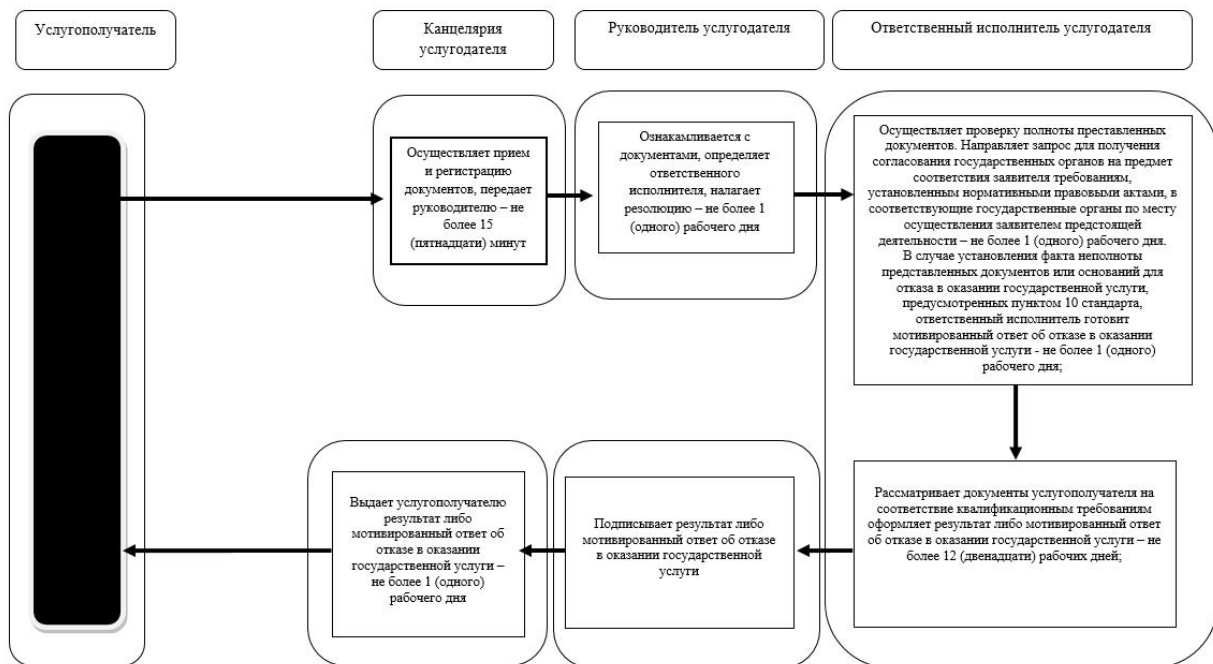 Услугополучатель
Канцелярия
услугодателя
Руководитель услугодателя
Ответственный исполнитель услугодателя
Осуществляет прием
и регистрацию
документов, передает
руководителю – не
более 15
(пятнадцати) минут
Ознакамливается с
документами, определяет
ответственного
исполнителя, налагает
резолюцию – не более 1
(одного) рабочего дня
Осуществляет проверку полноты преставленных
документов. Направляет запрос для получения
согласования государственных органов на предмет
соответствия заявителя требованиям,
установленным нормативными правовыми актами, в
соответствующие государственные органы по месту
осуществления заявителем предстоящей
деятельности – не более 1 (одного) рабочего дня.
В случае установления факта неполноты
представленных документов или оснований для
отказа в оказании государственной услуги,
предусмотренных пунктом 10 стандарта,
ответственный исполнитель готовит
мотивированный ответ об отказе в оказании
государственной услуги - не более 1 (одного)
рабочего дня;
Выдает услугополучателю
результат либо
мотивированный ответ об
отказе в оказании
государственной услуги –
не более 1 (одного)
рабочего дня
Подписывает результат либо
мотивированный ответ об отказе
в оказании государственной
услуги
Рассматривает документы услугополучателя на
соответствие квалификационным требованиям
оформляет результат либо мотивированный ответ
об отказе в оказании государственной услуги – не
более 12 (двенадцати) рабочих дней;